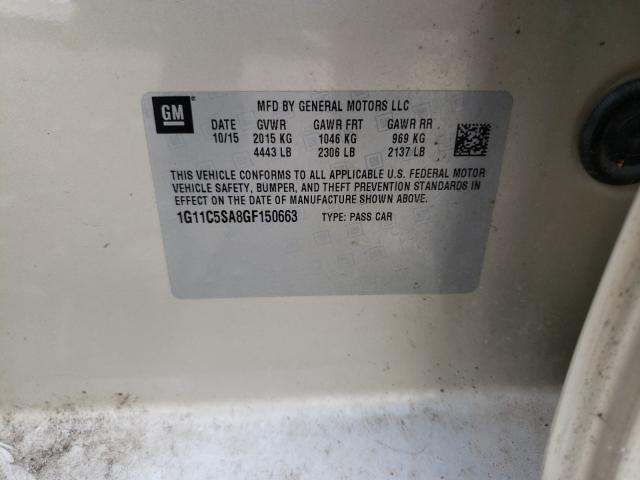 GM
MFD BY GENERAL MOTORS LLC
DATE GVWR GAWR FRT GAWR RR
10/15 2015 KG 1046 KG 969 KG
4443 LB 2306 LB 2137 LB
THIS VEHICLE CONFORMS TO ALL APPLICABLE U.S. FEDERAL MOTOR
VEHICLE SAFETY, BUMPER, AND THEFT PREVENTION STANDARDS IN
EFFECT ON THE DATE OF MANUFACTURE SHOWN ABOVE.
1G11C5SA8GF150663 TYPE: PASS CAR